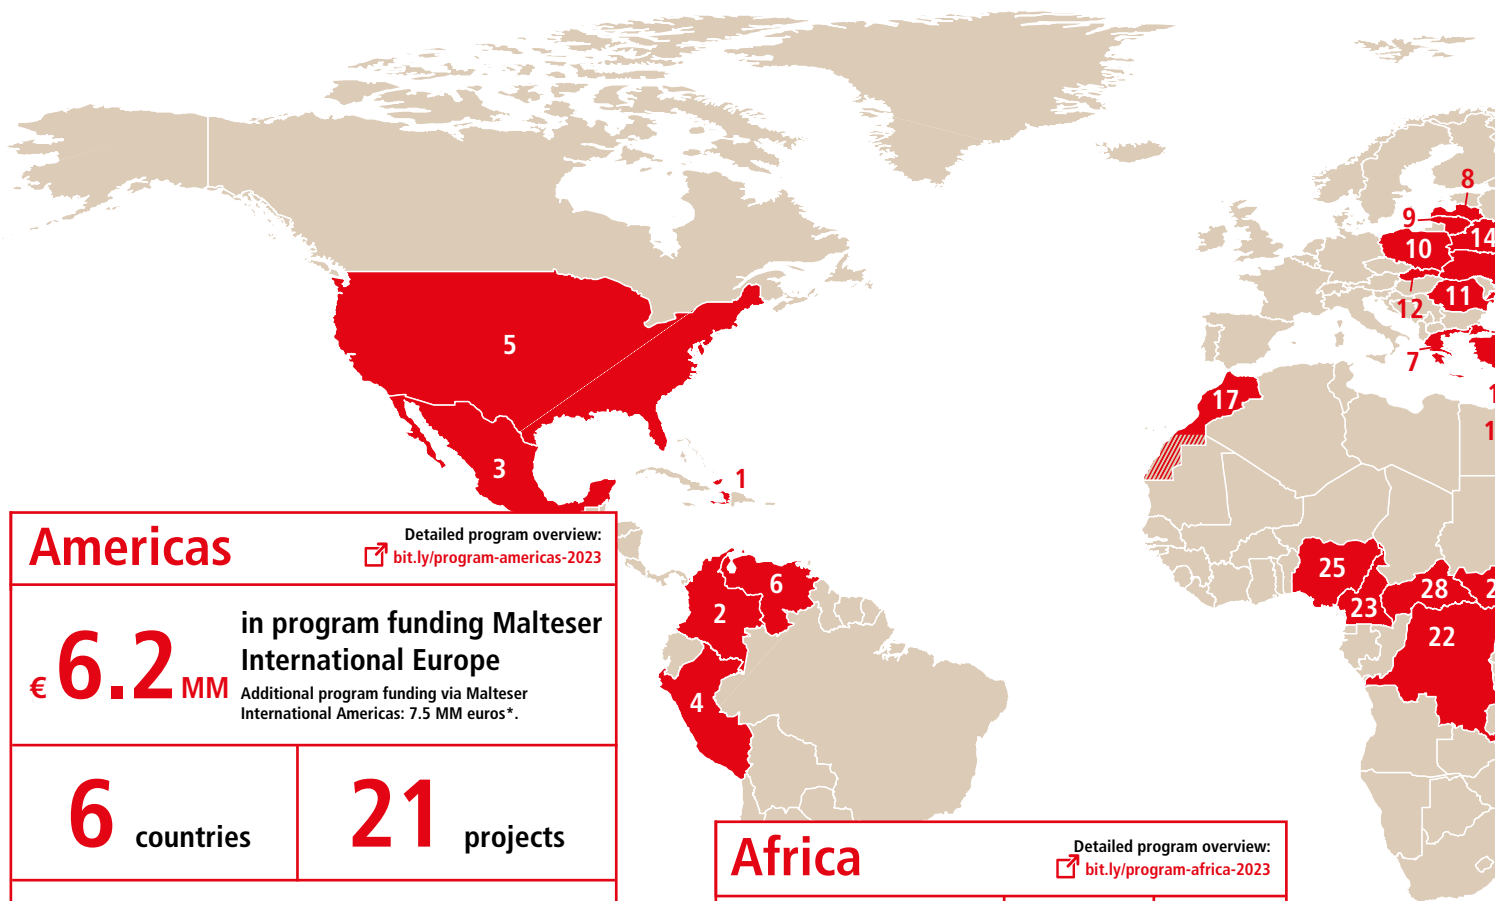 8
9
10
14
12
11
7
5
17
3
1
Americas
Detailed program overview:
bit.ly/program-americas-2023
€ 6.2 MM
in program funding Malteser
International Europe
Additional program funding via Malteser
International Americas: 7.5 MM euros*.
6 countries
21 projects
6
2
4
25
28
23
22
Africa
Detailed program overview:
bit.ly/program-africa-2023